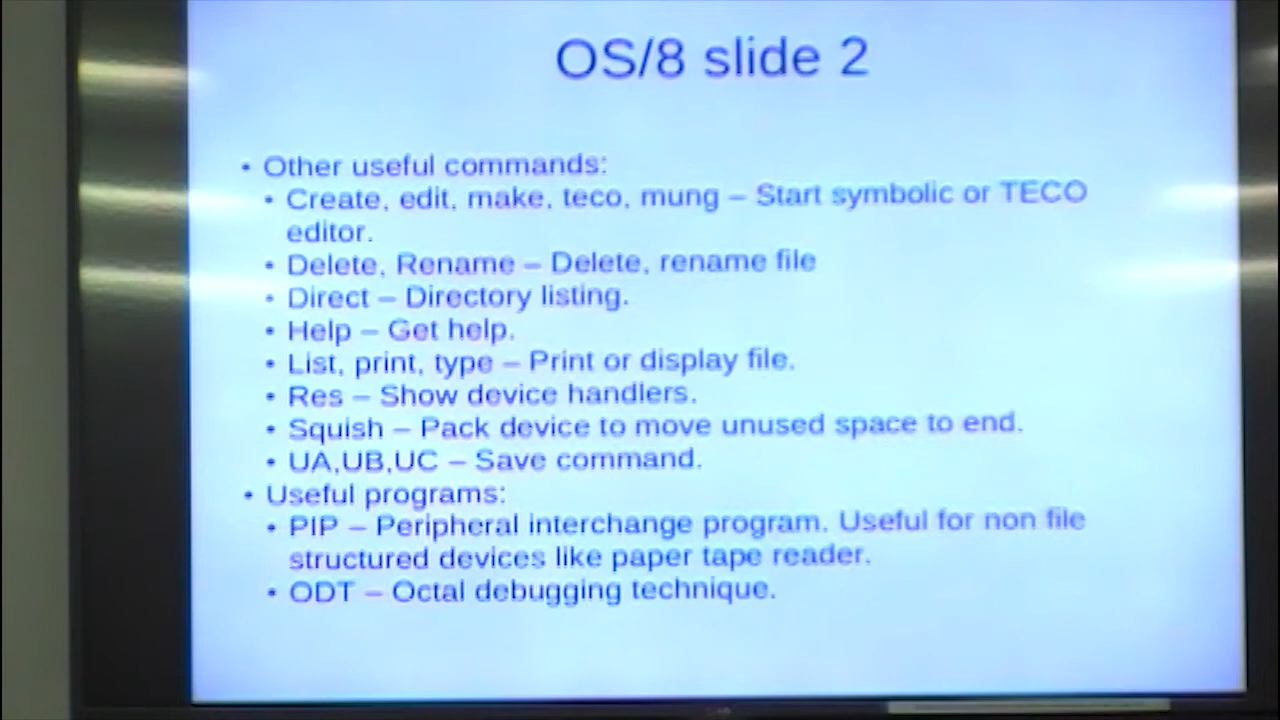 OS/8 slide 2
• Other useful commands:
• Create, edit, make, teco, mung – Start symbolic or TECO
editor.
• Delete, Rename – Delete, rename file
• Direct – Directory listing.
• Help – Get help.
• List, print, type – Print or display file.
• Res – Show device handlers.
• Squish – Pack device to move unused space to end.
• UA,UB,UC – Save command.
• Useful programs:
• PIP – Peripheral interchange program. Useful for non file
structured devices like paper tape reader.
• ODT – Octal debugging technique.